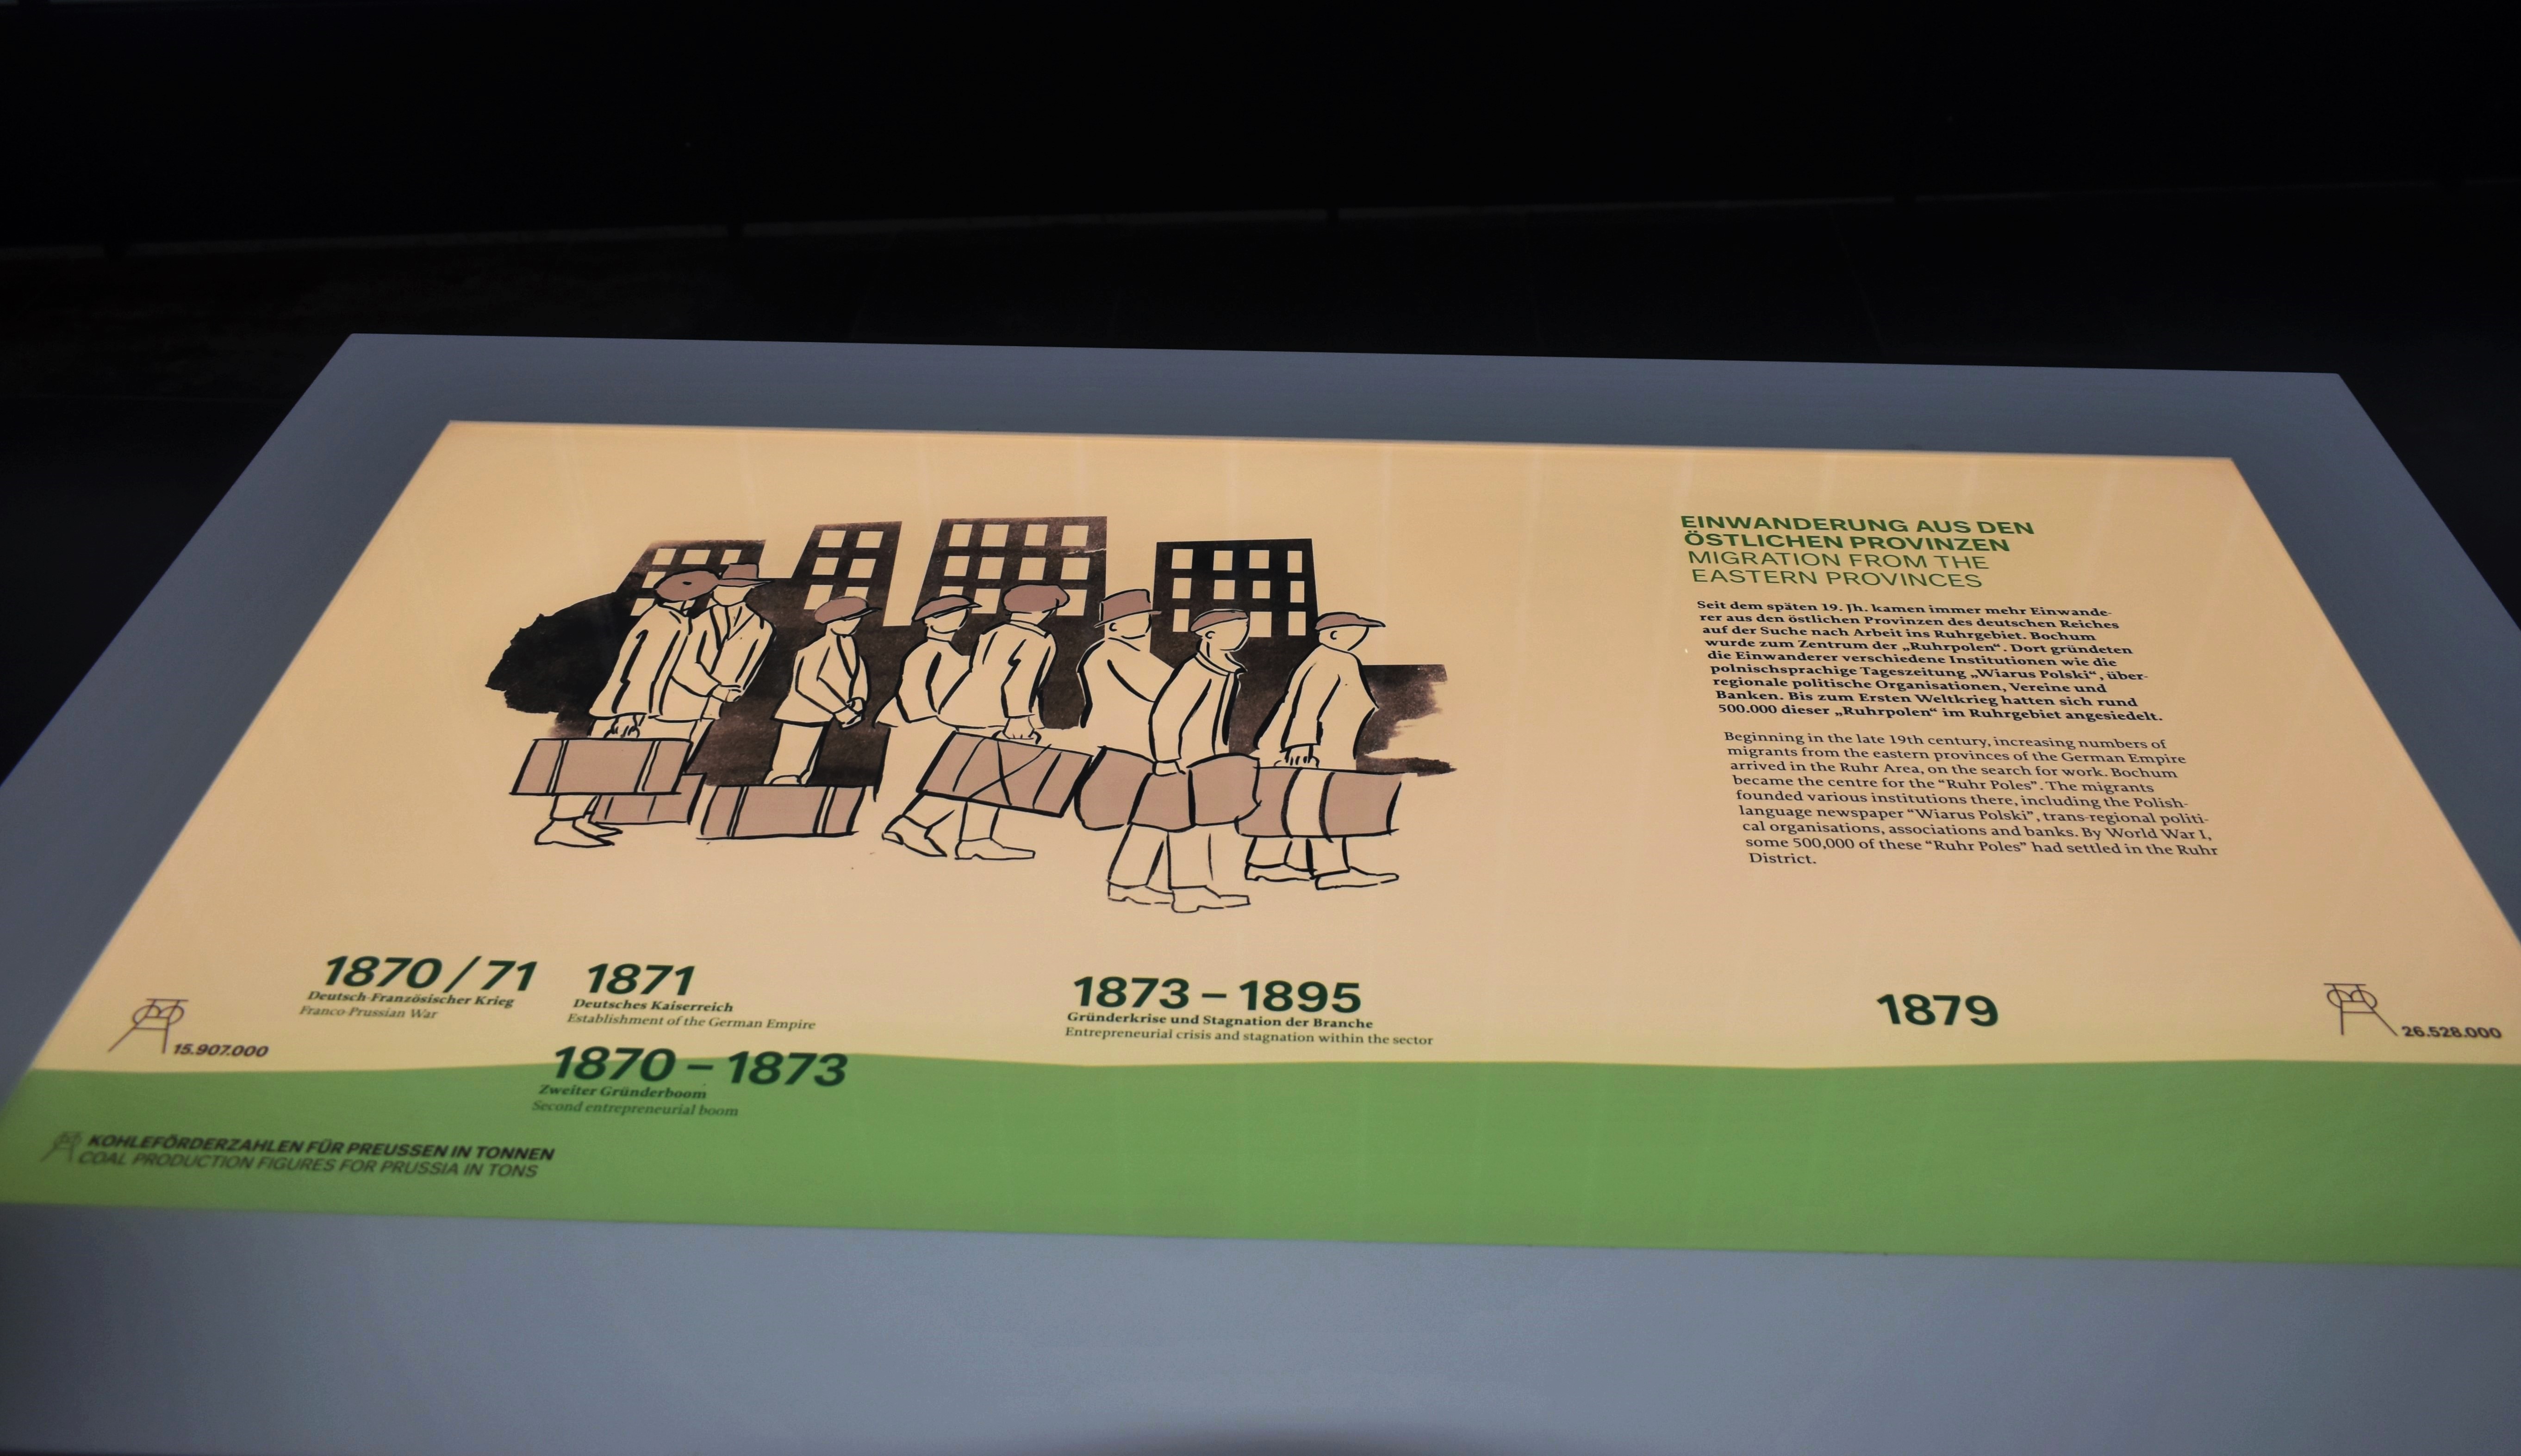 EINWANDERUNG AUS DEN
ÖSTLICHEN PROVINZEN
MIGRATION FROM THE
EASTERN PROVINCES
Seit dem späten 19. Jh. kamen immer mehr Einwande-
rer aus den östlichen Provinzen des deutschen Reiches
auf der Suche nach Arbeit ins Ruhrgebiet. Bochum
wurde zum Zentrum der „Ruhrpolen“. Dort gründeten
die Einwanderer verschiedene Institutionen wie die
polnischsprachige Tageszeitung „Wiarus Polski“, über-
regionale politische Organisationen, Vereine und
Banken. Bis zum Ersten Weltkrieg hatten sich rund
500.000 dieser „Ruhrpolen“ im Ruhrgebiet angesiedelt.
Beginning in the late 19th century, increasing numbers of
migrants from the eastern provinces of the German Empire
arrived in the Ruhr Area, on the search for work. Bochum
became the centre for the “Ruhr Poles”. The migrants
founded various institutions there, including the Polish-
language newspaper “Wiarus Polski”, trans-regional politi-
cal organisations, associations and banks. By World War I,
some 500,000 of these “Ruhr Poles” had settled in the Ruhr
District.
15.907.000
1870 / 71
Deutsch-Französischer Krieg
Franco-Prussian War
1871
Deutsches Kaiserreich
Establishment of the German Empire
1870 – 1873
Zweiter Gründerboom
Second entrepreneurial boom
1873 – 1895
Gründerkrise und Stagnation der Branche
Entrepreneurial crisis and stagnation within the sector
1879
26.528.000
KOHLEFÖRDERZAHLEN FÜR PREUSSEN IN TONNEN
COAL PRODUCTION FIGURES FOR PRUSSIA IN TONS